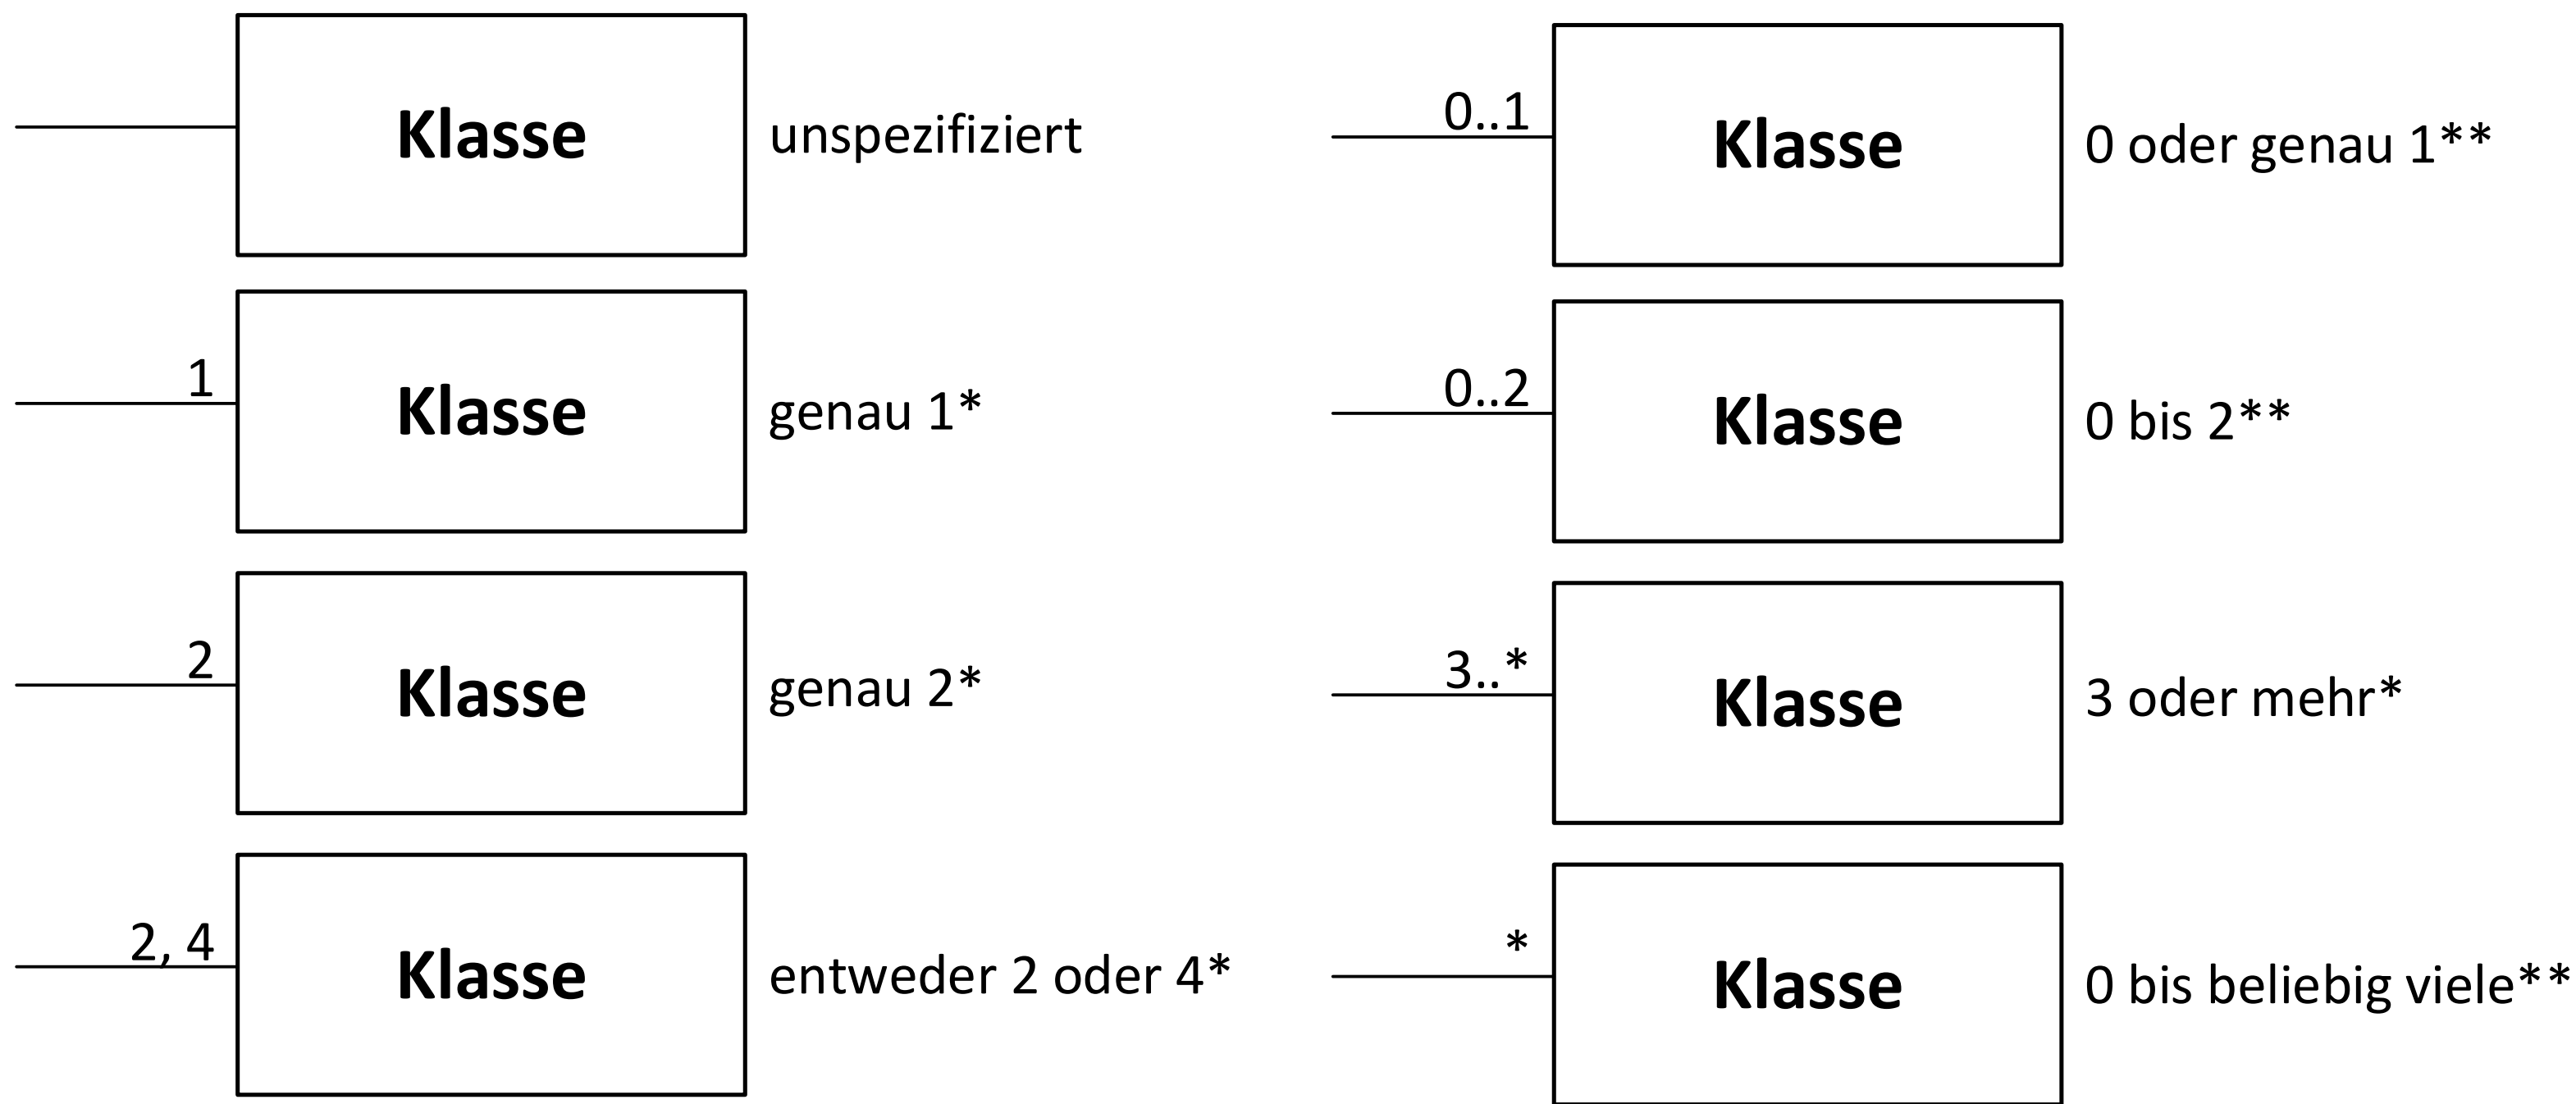 Klasse
unspezifiziert
1
Klasse
genau 1*
2
Klasse
genau 2*
2, 4
Klasse
entweder 2 oder 4*
0..1
Klasse
0 oder genau 1**
0..2
Klasse
0 bis 2**
3..*
Klasse
3 oder mehr*
*
Klasse
0 bis beliebig viele**